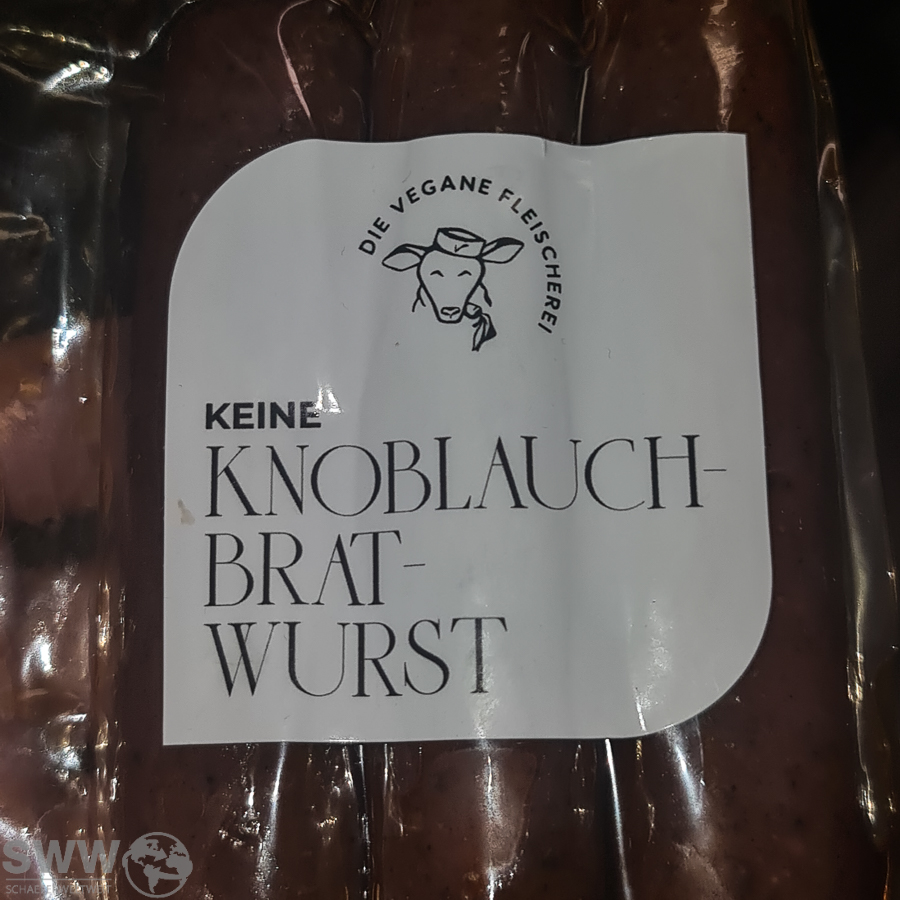 DIE VEGANE FLEISCHEREI
KEINE
KNOBLAUCH-
BRAT-
WURST
SWW